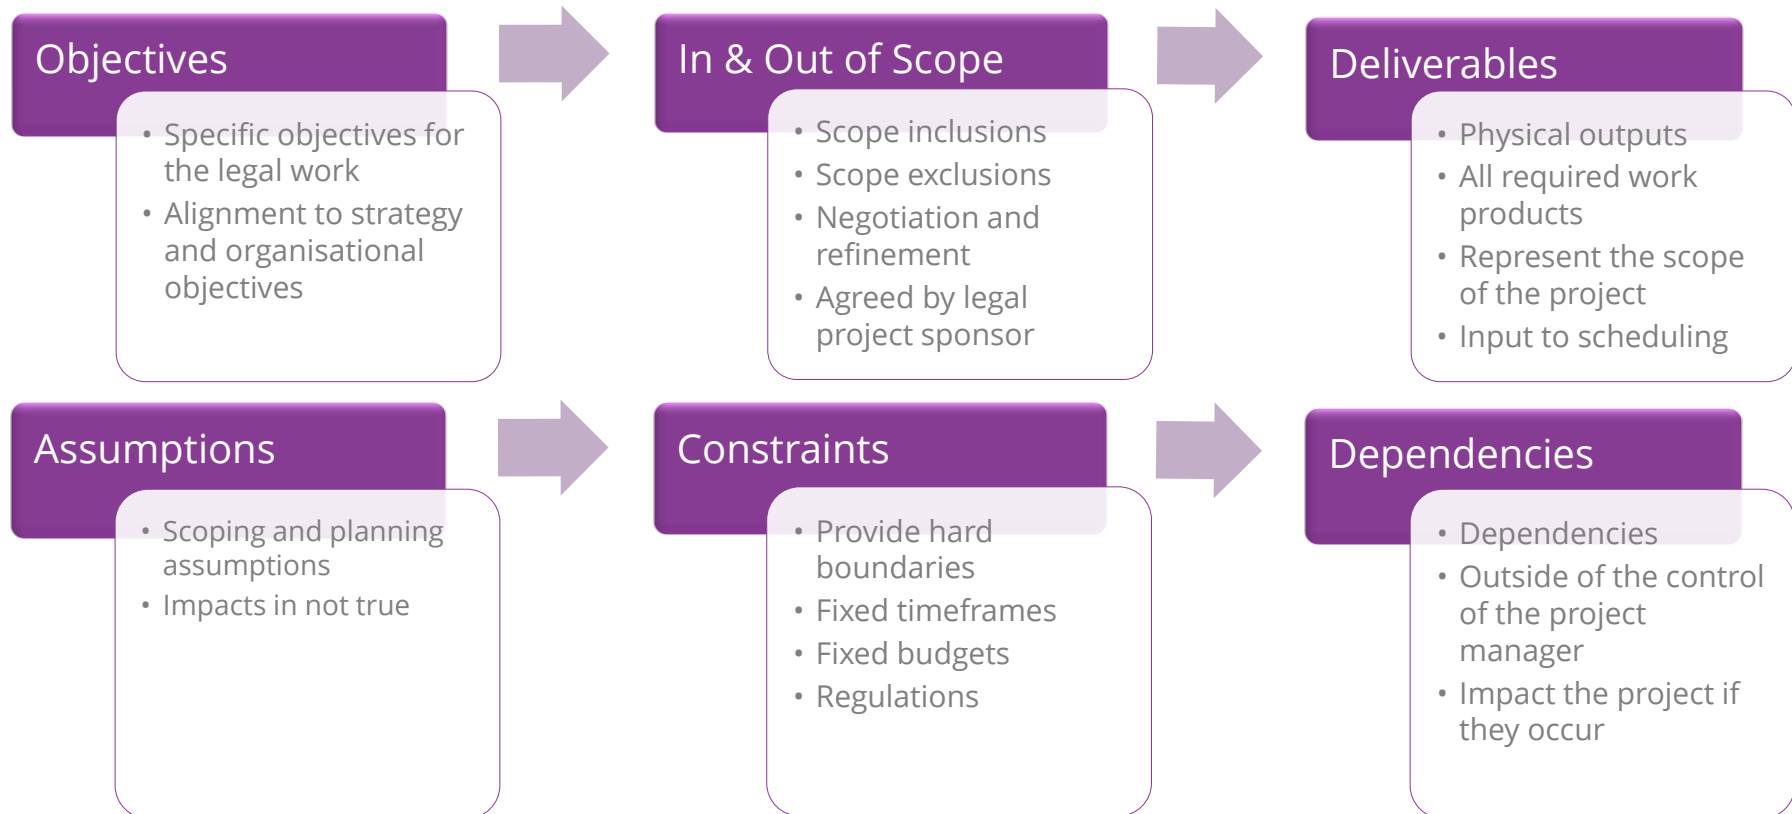 Objectives
• Specific objectives for
the legal work
• Alignment to strategy
and organisational
objectives
In & Out of Scope
• Scope inclusions
• Scope exclusions
• Negotiation and
refinement
• Agreed by legal
project sponsor
Deliverables
• Physical outputs
• All required work
products
• Represent the scope
of the project
• Input to scheduling
Assumptions
• Scoping and planning
assumptions
• Impacts in not true
Constraints
• Provide hard
boundaries
• Fixed timeframes
• Fixed budgets
• Regulations
Dependencies
• Dependencies
• Outside of the control
of the project
manager
• Impact the project if
they occur